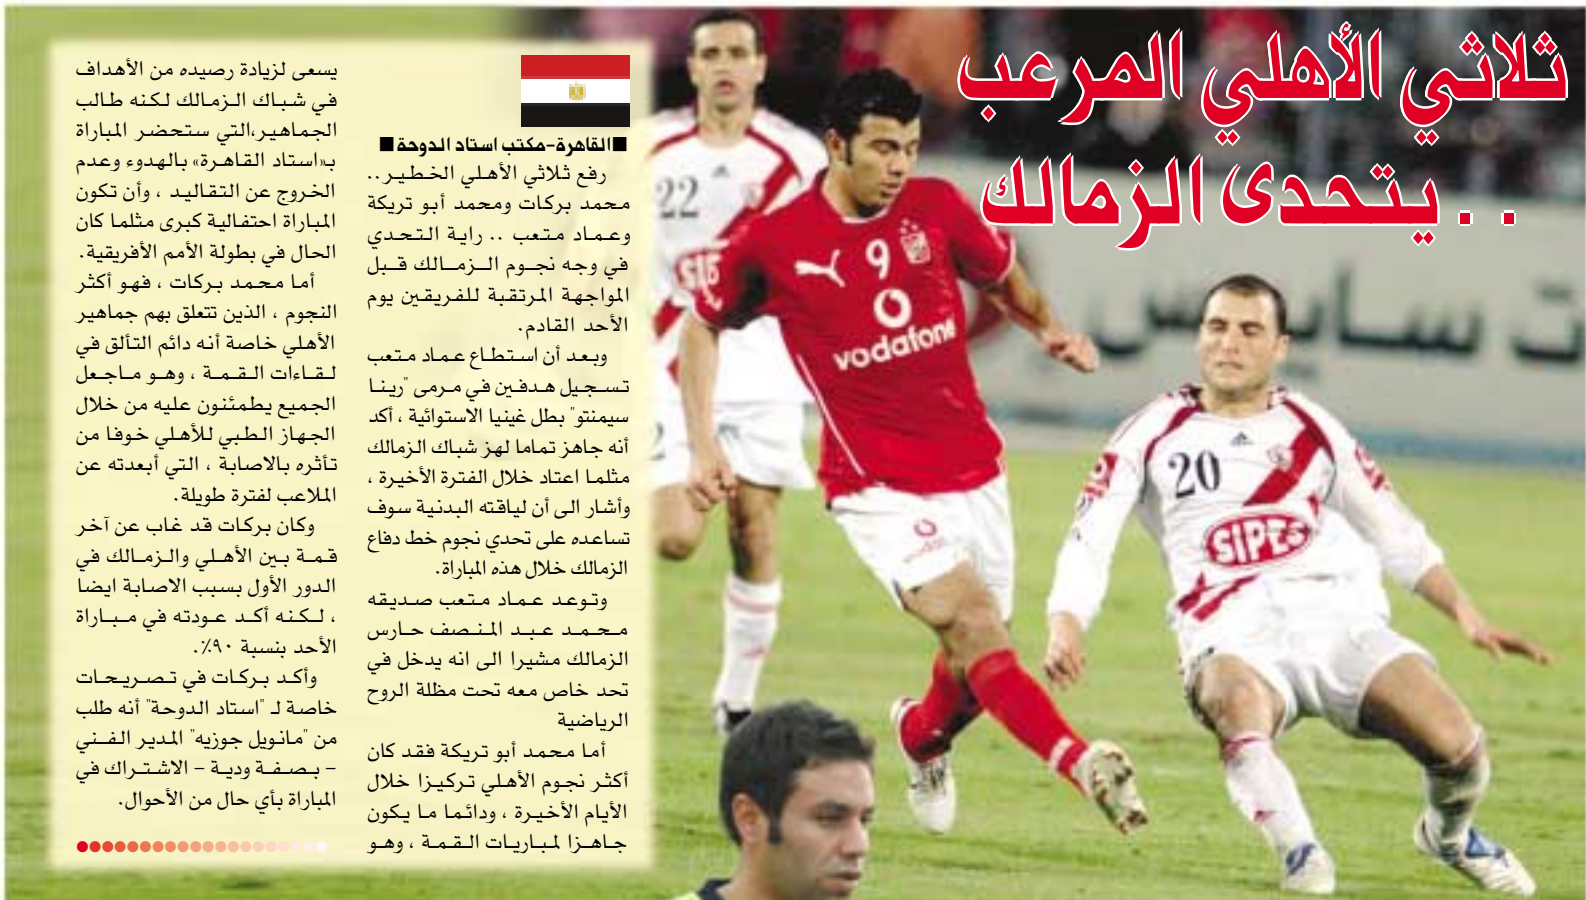 ثلاثي الأهلي المرعب
.. يتحدى الزمالك
■القاهرة-مكتب استاد الدوحة■
رفع ثلاثي الأهلي الخطير..
محمد بركات ومحمد أبو تريكة
وعماد متعب .. راية التحدي
في وجه نجوم الزمالك قبل
المواجهة المرتقبة للفريقين يوم
الأحد القادم.
وبعد أن استطاع عماد متعب
تسجيل هدفين في مرمى "رينا
سيمنتو" بطل غينيا الاستوائية ، أكد
أنه جاهز تماما لهز شباك الزمالك
مثلما اعتاد خلال الفترة الأخيرة ،
وأشار الى أن لياقته البدنية سوف
تساعده على تحدي نجوم خط دفاع
الزمالك خلال هذه المباراة.
وتوعد عماد متعب صديقه
محمد عبد المنصف حارس
الزمالك مشيرا الى انه يدخل في
تحد خاص معه تحت مظلة الروح
الرياضية
أما محمد أبو تريكة فقد كان
أكثر نجوم الأهلي تركيزا خلال
الأيام الأخيرة ، ودائما ما يكون
جاهزا لمباريات القمة ، وهو
يسعى لزيادة رصيده من الأهداف
في شباك الزمالك لكنه طالب
الجماهير،التي ستحضر المباراة
بـ«استاد القاهرة» بالهدوء وعدم
الخروج عن التقاليد ، وأن تكون
المباراة احتفالية كبرى مثلما كان
الحال في بطولة الأمم الأفريقية.
أما محمد بركات ، فهو أكثر
النجوم ، الذين تتعلق بهم جماهير
الأهلي خاصة أنه دائم التألق في
لقاءات القمة ، وهو ماجعل
الجميع يطمئنون عليه من خلال
الجهاز الطبي للأهلي خوفا من
تأثره بالاصابة ، التي أبعدته عن
الملاعب لفترة طويلة.
وكان بركات قد غاب عن آخر
قمة بين الأهلي والزمالك في
الدور الأول بسبب الاصابة ايضا
، لكنه أكد عودته في مباراة
الأحد بنسبة ٩٠٪.
وأكد بركات في تصريحات
خاصة لـ "استاد الدوحة" أنه طلب
من "مانويل جوزيه" المدير الفني
– بصفة ودية – الاشتراك في
المباراة بأي حال من الأحوال.
22
9
vodafone
20
SIPES
ت سايبس